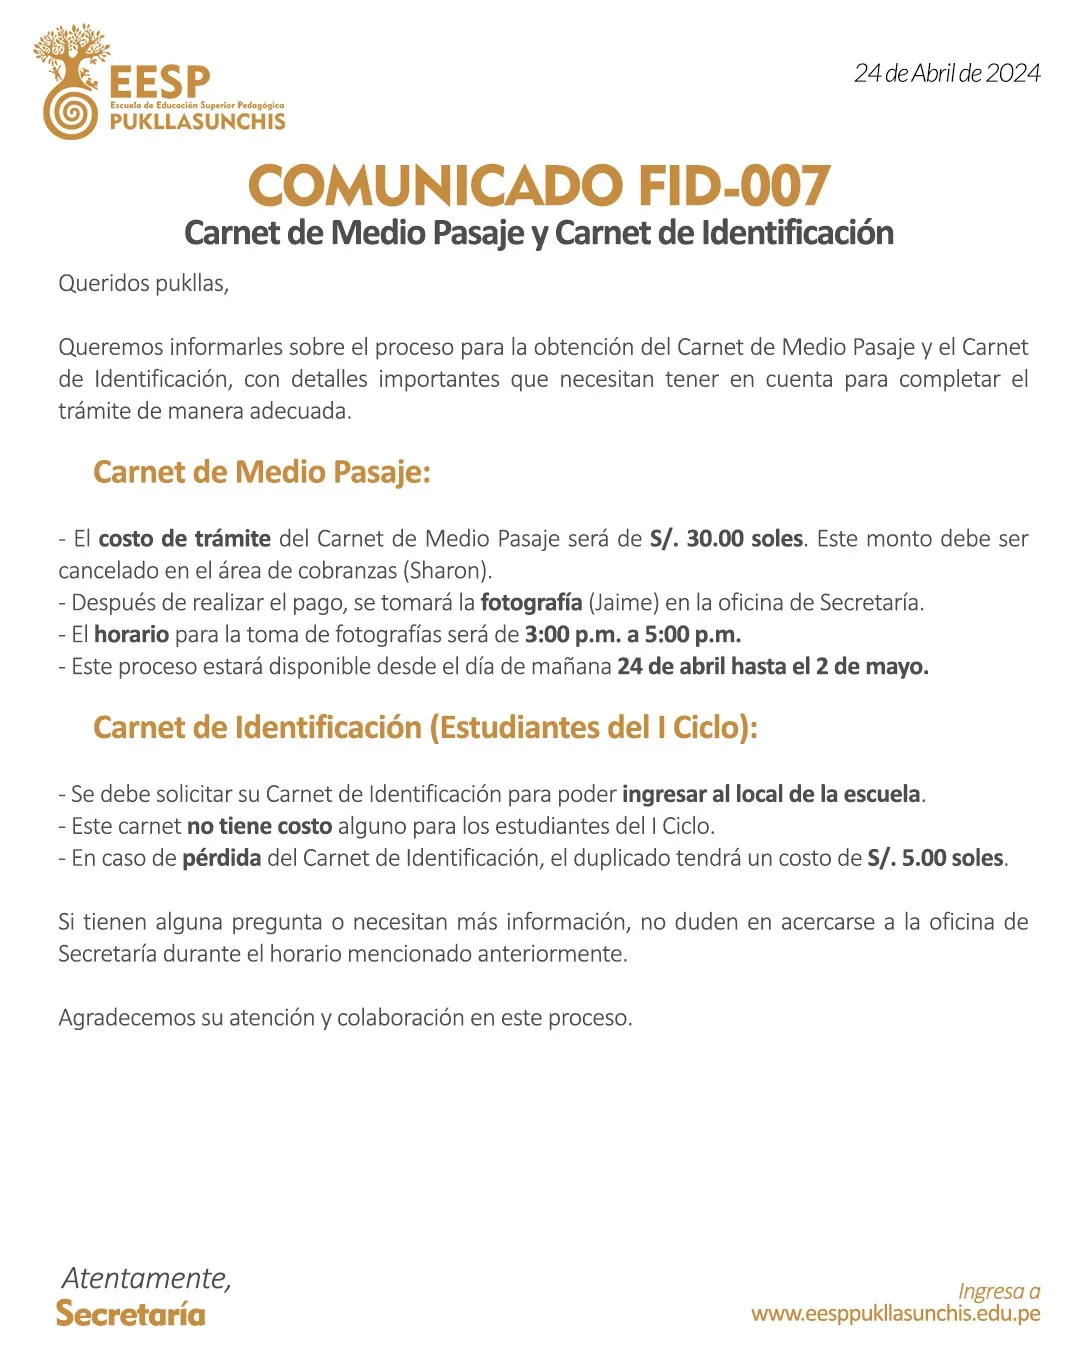 EESP
Escuela de Educación Superior Pedagógica
PUKLLASUNCHIS
24 de Abril de 2024
COMUNICADO FID-007
Carnet de Medio Pasaje y Carnet de Identificación
Queridos pukllas,
Queremos informarles sobre el proceso para la obtención del Carnet de Medio Pasaje y el Carnet
de Identificación, con detalles importantes que necesitan tener en cuenta para completar el
trámite de manera adecuada.
Carnet de Medio Pasaje:
- El costo de trámite del Carnet de Medio Pasaje será de S/. 30.00 soles. Este monto debe ser
cancelado en el área de cobranzas (Sharon).
- Después de realizar el pago, se tomará la fotografía (Jaime) en la oficina de Secretaría.
- El horario para la toma de fotografías será de 3:00 p.m. a 5:00 p.m.
- Este proceso estará disponible desde el día de mañana 24 de abril hasta el 2 de mayo.
Carnet de Identificación (Estudiantes del I Ciclo):
- Se debe solicitar su Carnet de Identificación para poder ingresar al local de la escuela.
- Este carnet no tiene costo alguno para los estudiantes del I Ciclo.
- En caso de pérdida del Carnet de Identificación, el duplicado tendrá un costo de S/. 5.00 soles.
Si tienen alguna pregunta o necesitan más información, no duden en acercarse a la oficina de
Secretaría durante el horario mencionado anteriormente.
Agradecemos su atención y colaboración en este proceso.
Atentamente,
Secretaría
Ingresa a
www.eesppukllasunchis.edu.pe